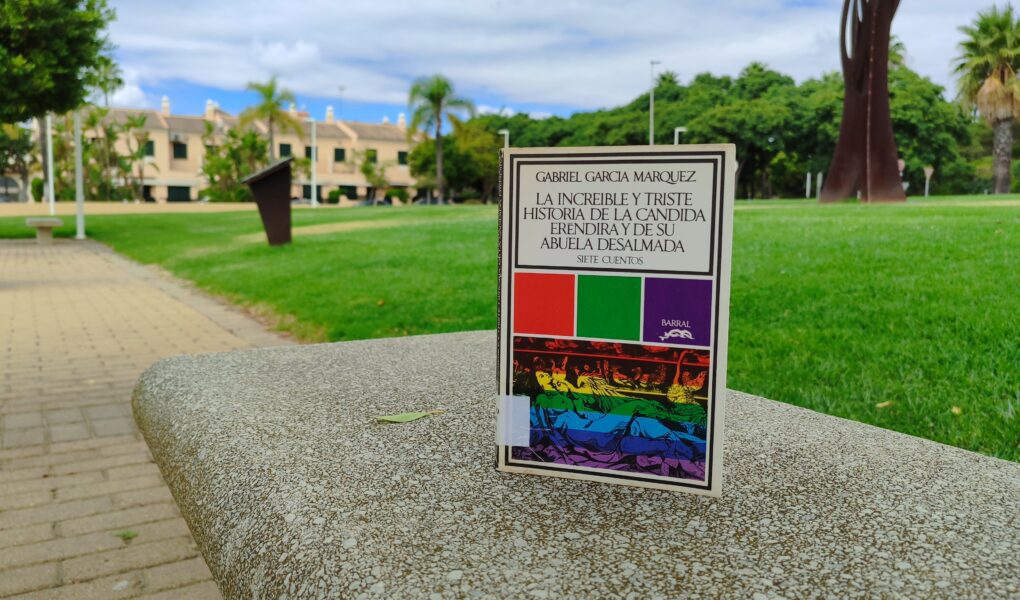 GABRIEL GARCIA MARQUEZ
LA INCREIBLE Y TRISTE
HISTORIA DE LA CANDIDA
ERENDIRA Y DE SU
ABUELA DESALMADA
SIETE CUENTOS
BARRAL